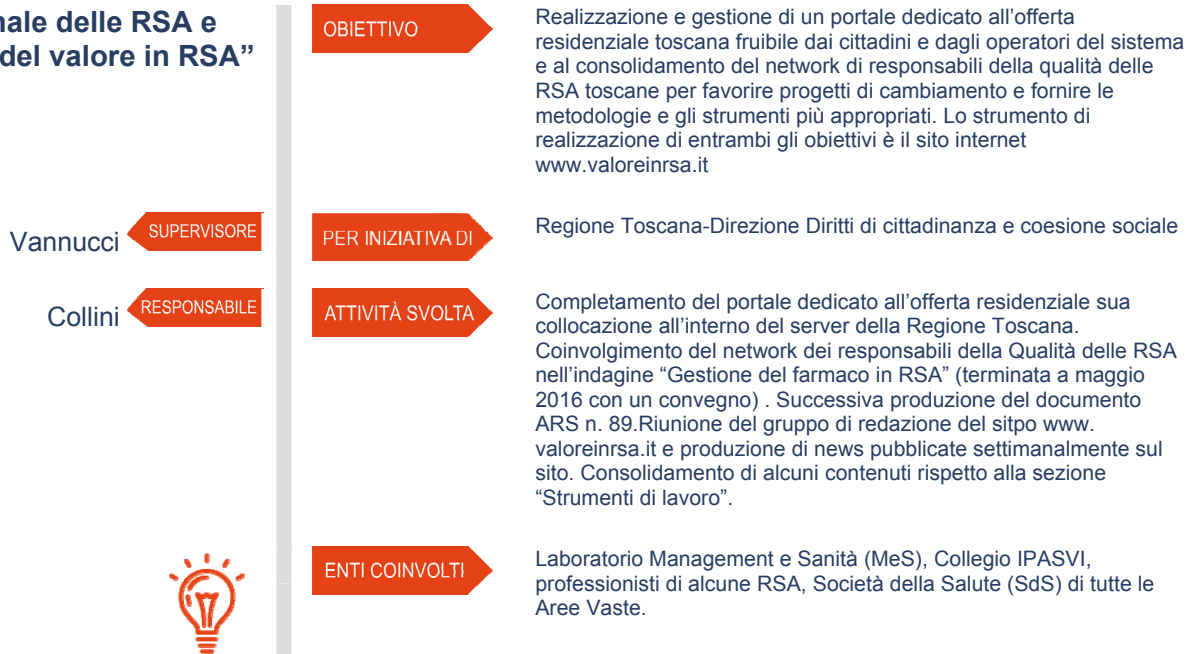 nale delle RSA e
del valore in RSA”
OBIETTIVO
Realizzazione e gestione di un portale dedicato all’offerta
residenziale toscana fruibile dai cittadini e dagli operatori del sistema
e al consolidamento del network di responsabili della qualità delle
RSA toscane per favorire progetti di cambiamento e fornire le
metodologie e gli strumenti più appropriati. Lo strumento di
realizzazione di entrambi gli obiettivi è il sito internet
www.valoreinrsa.it
Vannucci SUPERVISORE
PER INIZIATIVA DI
Regione Toscana-Direzione Diritti di cittadinanza e coesione sociale
Collini RESPONSABILE
ATTIVITÀ SVOLTA
Completamento del portale dedicato all’offerta residenziale sua
collocazione all’interno del server della Regione Toscana.
Coinvolgimento del network dei responsabili della Qualità delle RSA
nell’indagine “Gestione del farmaco in RSA” (terminata a maggio
2016 con un convegno) . Successiva produzione del documento
ARS n. 89.Riunione del gruppo di redazione del sitpo www.
valoreinrsa.it e produzione di news pubblicate settimanalmente sul
sito. Consolidamento di alcuni contenuti rispetto alla sezione
“Strumenti di lavoro”.
ENTI COINVOLTI
Laboratorio Management e Sanità (MeS), Collegio IPASVI,
professionisti di alcune RSA, Società della Salute (SdS) di tutte le
Aree Vaste.